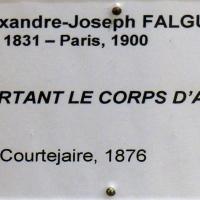 xandre-Joseph FALGU
1831 – Paris, 1900
RTANT LE CORPS D'A
Courtejaire, 1876